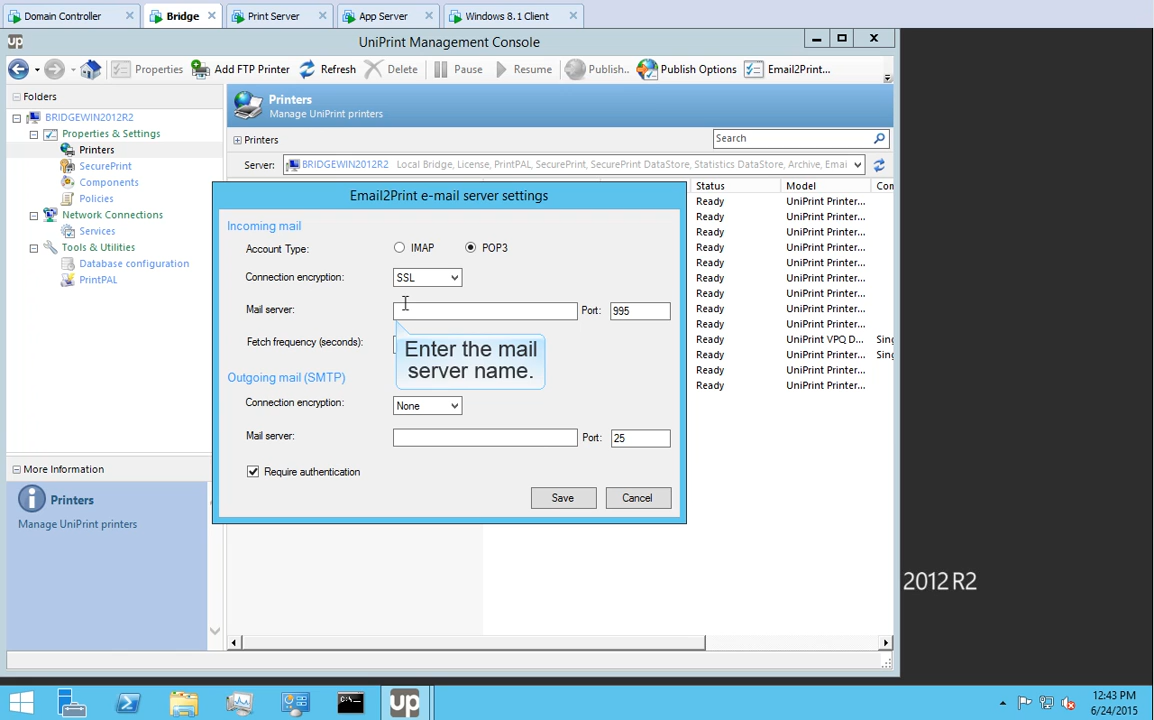 Domain Controller
Bridge
Print Server
App Server
Windows 8.1 Client
up
UniPrint Management Console
Properties
Add FTP Printer
Refresh
Delete
Pause
Resume
Publish..
Publish Options
Email2Print...
Folders
BRIDGEWIN2012R2
Properties & Settings
Printers
SecurePrint
Components
Policies
Network Connections
Services
Tools & Utilities
Database configuration
PrintPAL
Printers
Manage UniPrint printers
Printers
Search
Server:
BRIDGEWIN2012R2 Local Bridge, License, PrintPAL, SecurePrint, SecurePrint DataStore, Statistics DataStore, Archive, Emai
Status Model Con
Ready UniPrint Printer...
Ready UniPrint Printer...
Ready UniPrint Printer...
Ready UniPrint Printer...
Ready UniPrint Printer...
Ready UniPrint Printer...
Ready UniPrint Printer...
Ready UniPrint Printer...
Ready UniPrint Printer...
Ready UniPrint VPQ D... Sing
Ready UniPrint Printer... Sing
Ready UniPrint Printer...
Ready UniPrint Printer...
Email2Print e-mail server settings
Incoming mail
Account Type: IMAP POP3
Connection encryption: SSL
Mail server: Port: 995
Fetch frequency (seconds):
Enter the mail
server name.
Outgoing mail (SMTP)
Connection encryption: None
Mail server: Port: 25
Require authentication
Save Cancel
More Information
Printers
Manage UniPrint printers
2012 R2
up
12:43 PM
6/24/2015